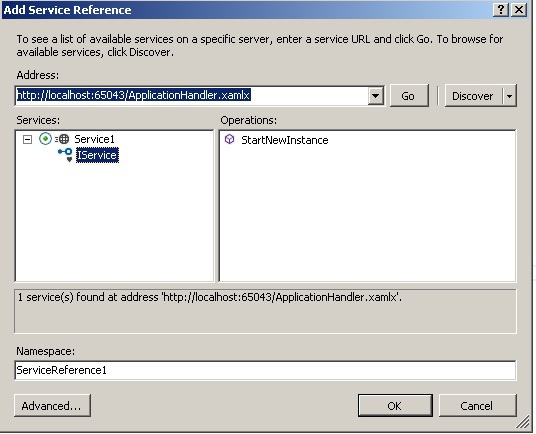 Add Service Reference
To see a list of available services on a specific server, enter a service URL and click Go. To browse for
available services, click Discover.
Address:
http://localhost:65043/ApplicationHandler.xamlx
Go
Discover
Services:
Operations:
Service1
IService
StartNewInstance
1 service(s) found at address 'http://localhost:65043/ApplicationHandler.xamlx'.
Namespace:
ServiceReference1
Advanced...
OK
Cancel